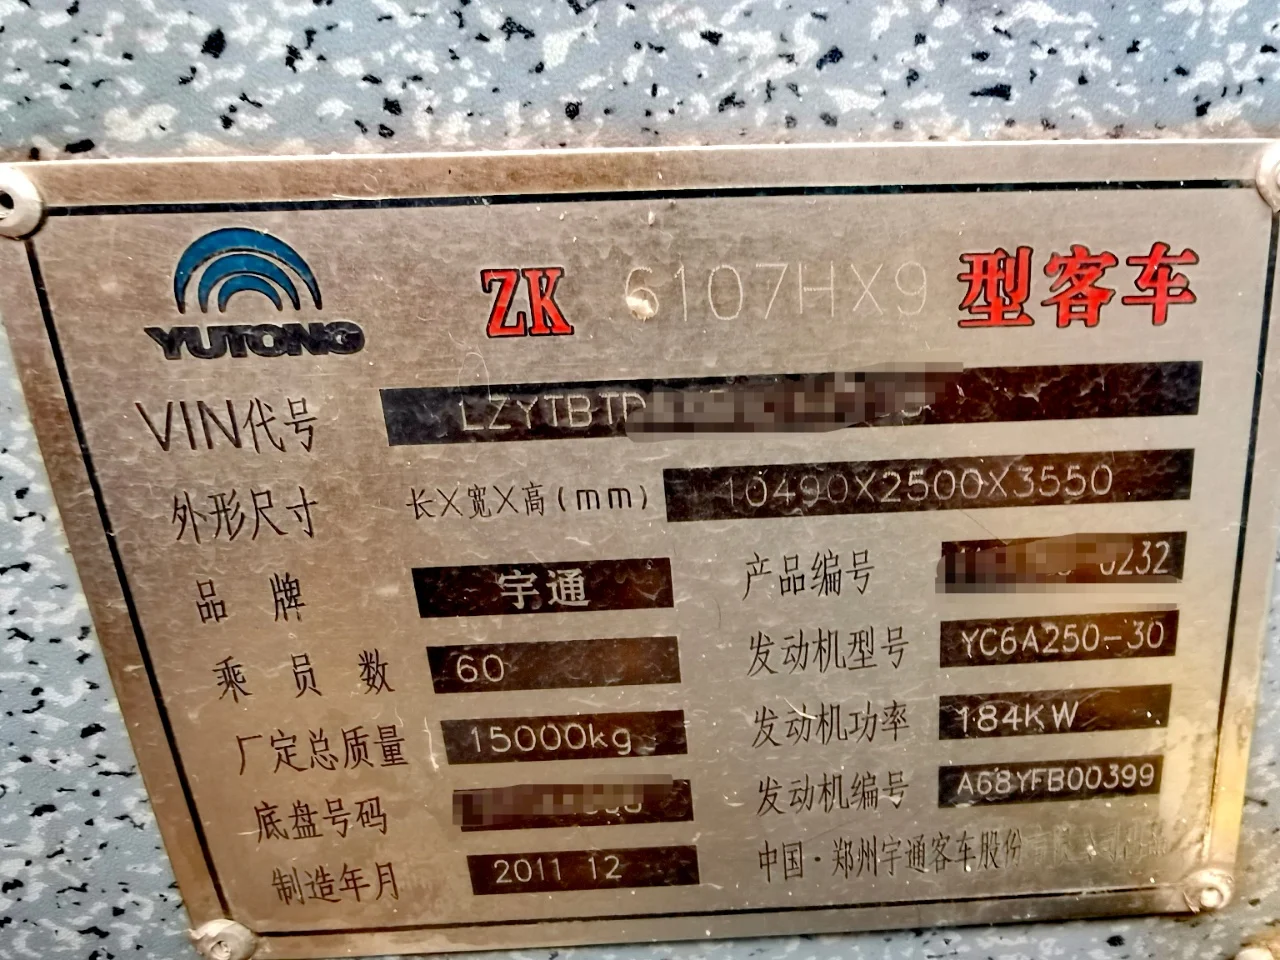 YUTONG
ZK 6107HX9 型客车
VIN代号 LZYTBTD
外形尺寸 长X宽X高(mm) 10490X2500X3550
品牌 宇通 产品编号 0232
乘员数 60 发动机型号 YC6A250-30
厂定总质量 15000kg 发动机功率 184KW
底盘号码 发动机编号 A68YFB00399
制造年月 2011 12 中国·郑州宇通客车股份